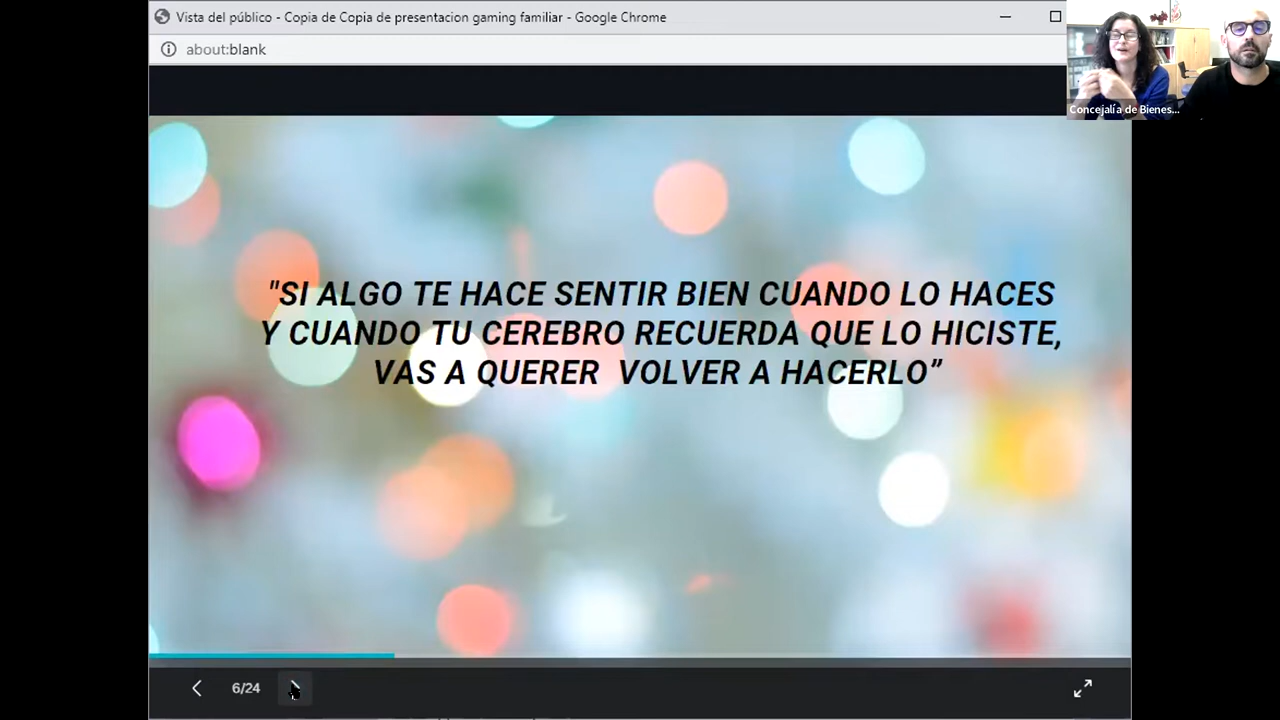 Vista del público - Copia de Copia de presentacion gaming familiar - Google Chrome
about:blank
Concejalía de Bienes...
"SI ALGO TE HACE SENTIR BIEN CUANDO LO HACES
Y CUANDO TU CEREBRO RECUERDA QUE LO HICISTE,
VAS A QUERER VOLVER A HACERLO”
6/24